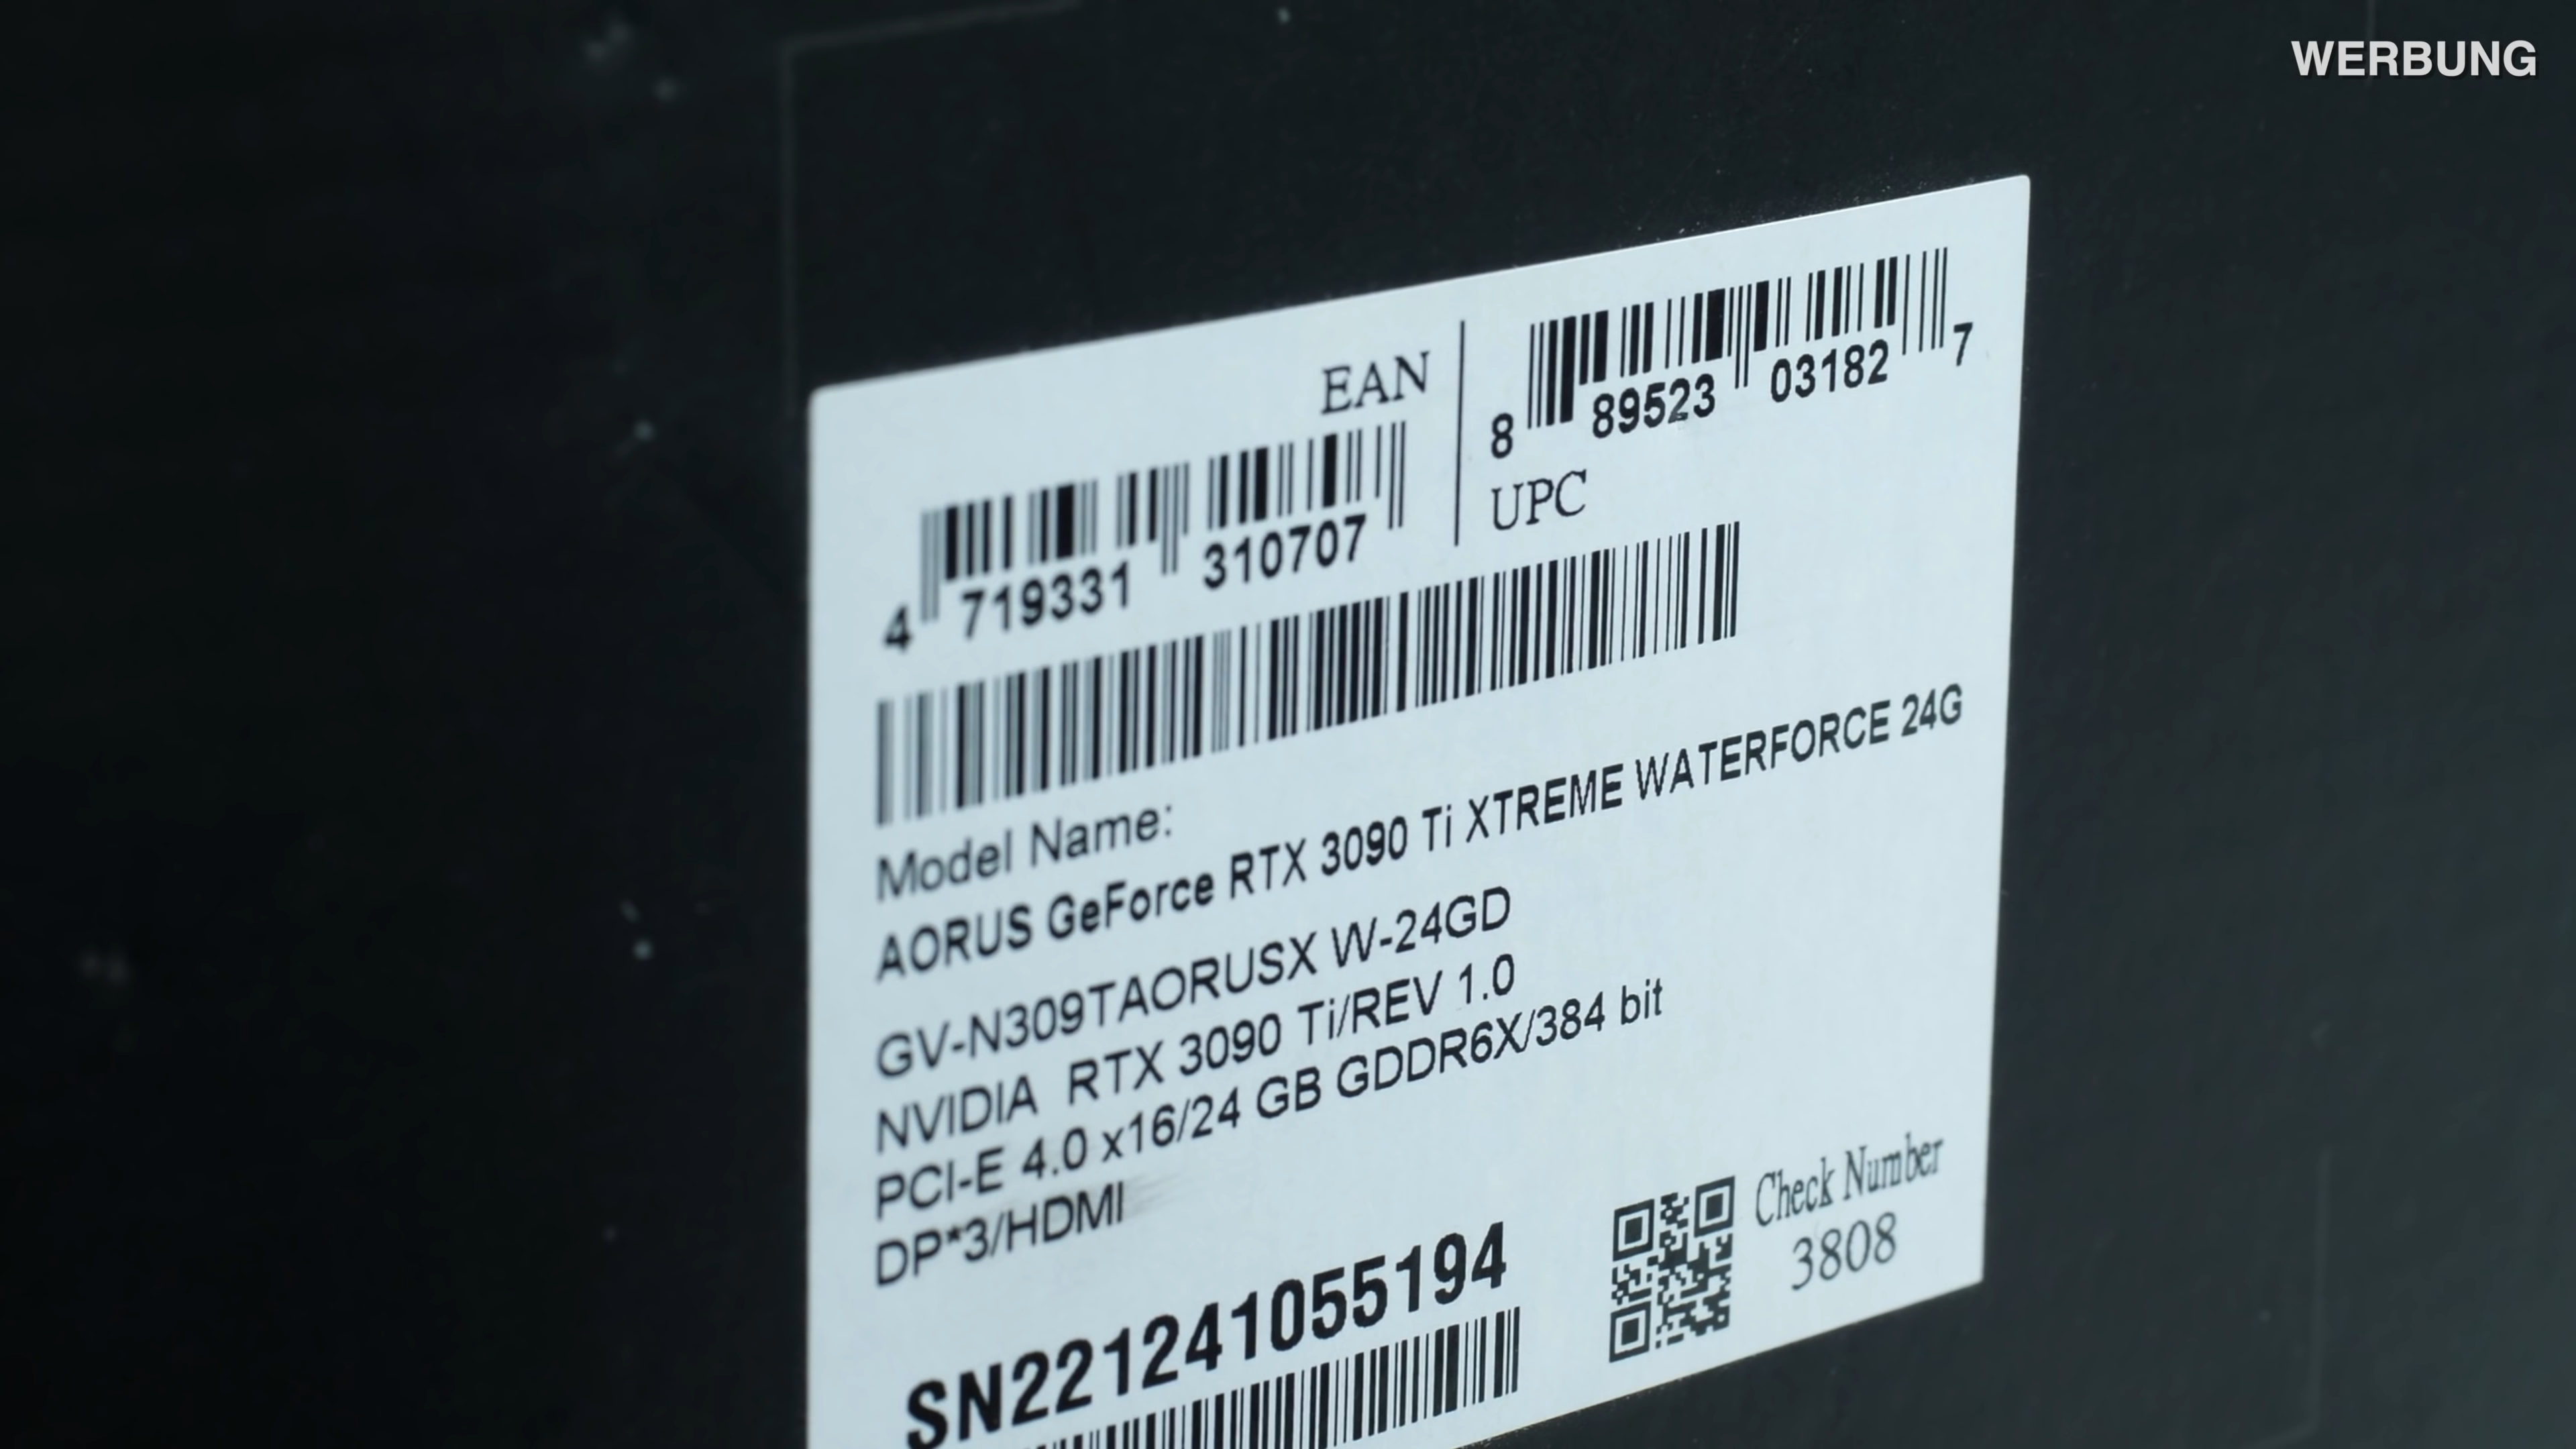 WERBUNG
EAN
4 719331 310707
8 89523 03182 7
UPC
Model Name:
AORUS GeForce RTX 3090 Ti XTREME WATERFORCE 24G
GV-N309TAORUSX W-24GD
NVIDIA RTX 3090 Ti/REV 1.0
PCI-E 4.0 x16/24 GB GDDR6X/384 bit
DP*3/HDMI
SN221241055194
Check Number
3808